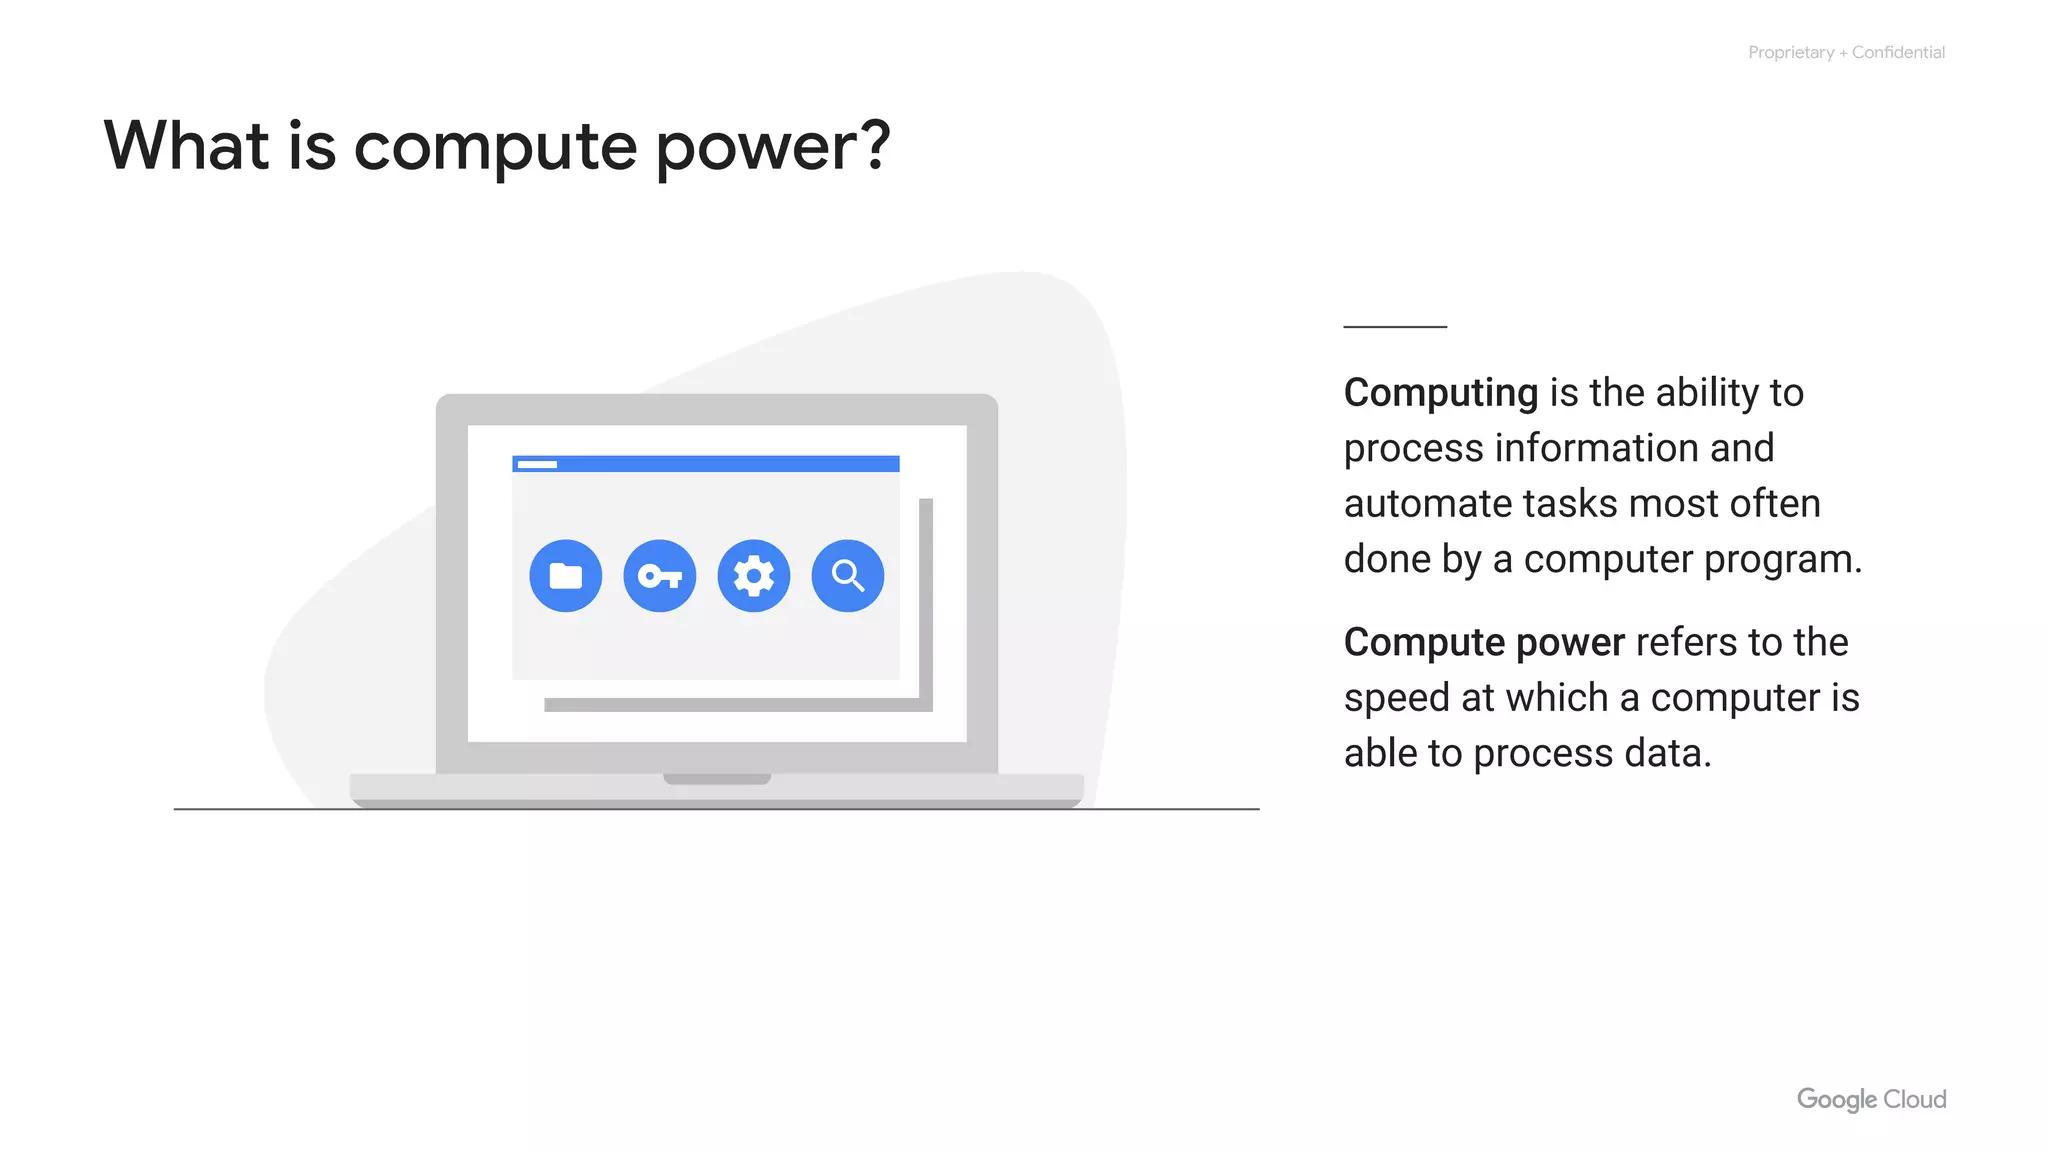 Proprietary + Confidential
What is compute power?
Computing is the ability to
process information and
automate tasks most often
done by a computer program.
Compute power refers to the
speed at which a computer is
able to process data.
Google Cloud